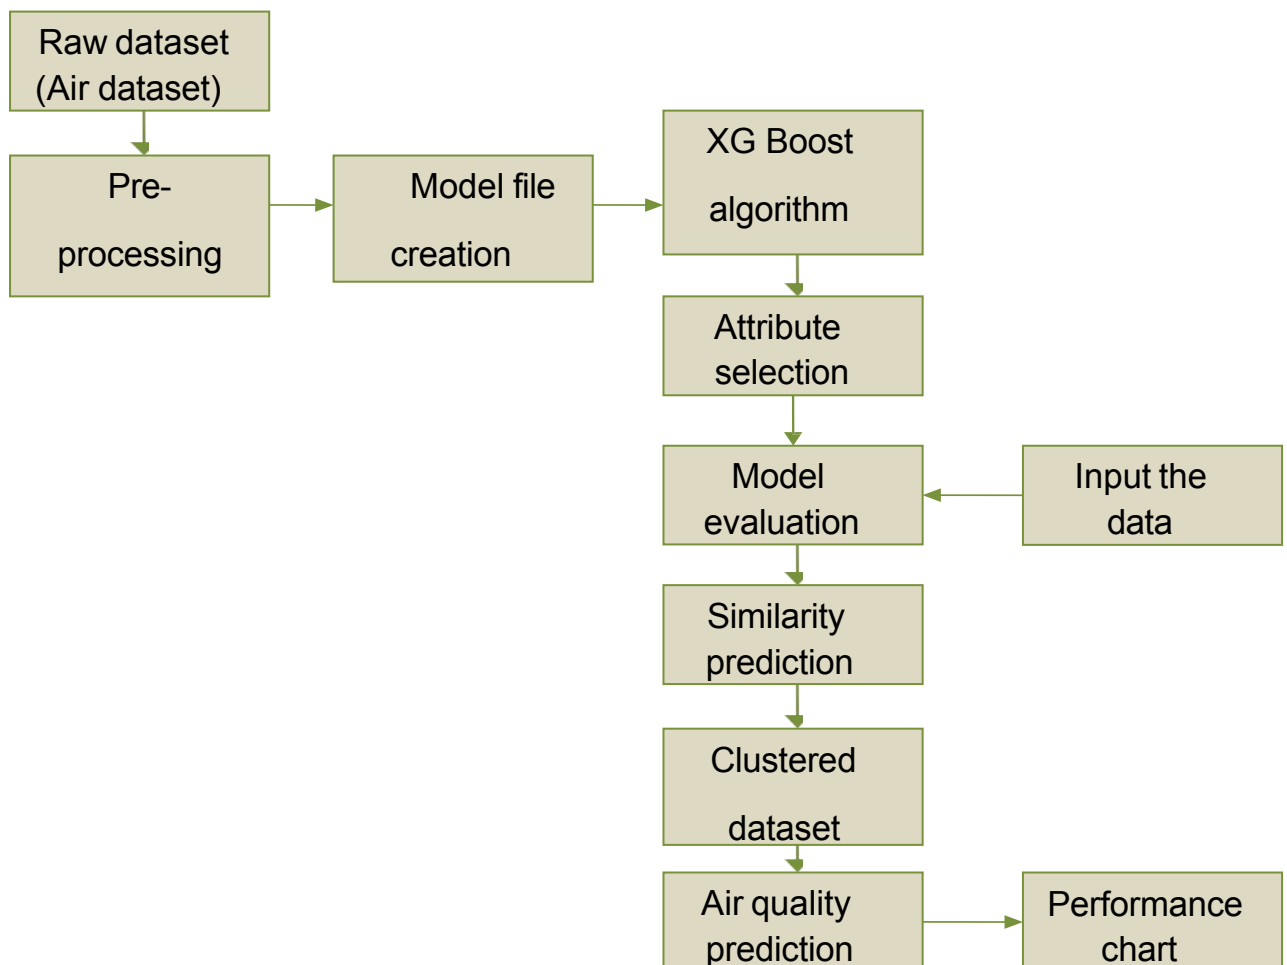 Raw dataset
(Air dataset)
Pre-
processing
Model file
creation
XG Boost
algorithm
Attribute
selection
Model
evaluation
Input the
data
Similarity
prediction
Clustered
dataset
Air quality
prediction
Performance
chart